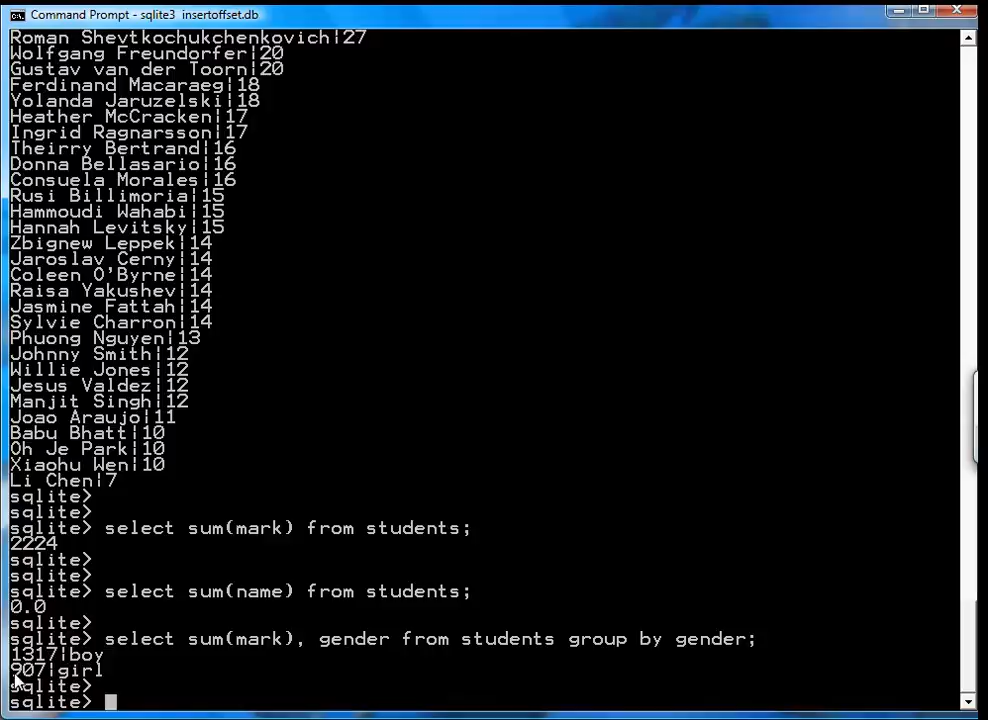 Command Prompt - sqlite3 insertoffset.db
Roman Shevtkochukchenkovich|27
Wolfgang Freundorfer|20
Gustav van der Toorn|20
Ferdinand Macaraeg|18
Yolanda Jaruzelski|18
Heather McCracken|17
Ingrid Ragnarsson|17
Theirry Bertrand|16
Donna Bellasario|16
Consuela Morales|16
Rusi Billimoria|15
Hammoudi Wahabi|15
Hannah Levitsky|15
Zbignew Leppek|14
Jaroslav Cerny|14
Coleen O'Byrne|14
Raisa Yakushev|14
Jasmine Fattah|14
Sylvie Charron|14
Phuong Nguyen|13
Johnny Smith|12
Willie Jones|12
Jesus Valdez|12
Manjit Singh|12
Joao Araujo|11
Babu Bhatt|10
Oh Je Park|10
Xiaohu Wen|10
Li Chen|7
sqlite>
sqlite>
sqlite> select sum(mark) from students;
2224
sqlite>
sqlite>
sqlite> select sum(name) from students;
0.0
sqlite>
sqlite> select sum(mark), gender from students group by gender;
1317|boy
907|girl
sqlite>
sqlite>